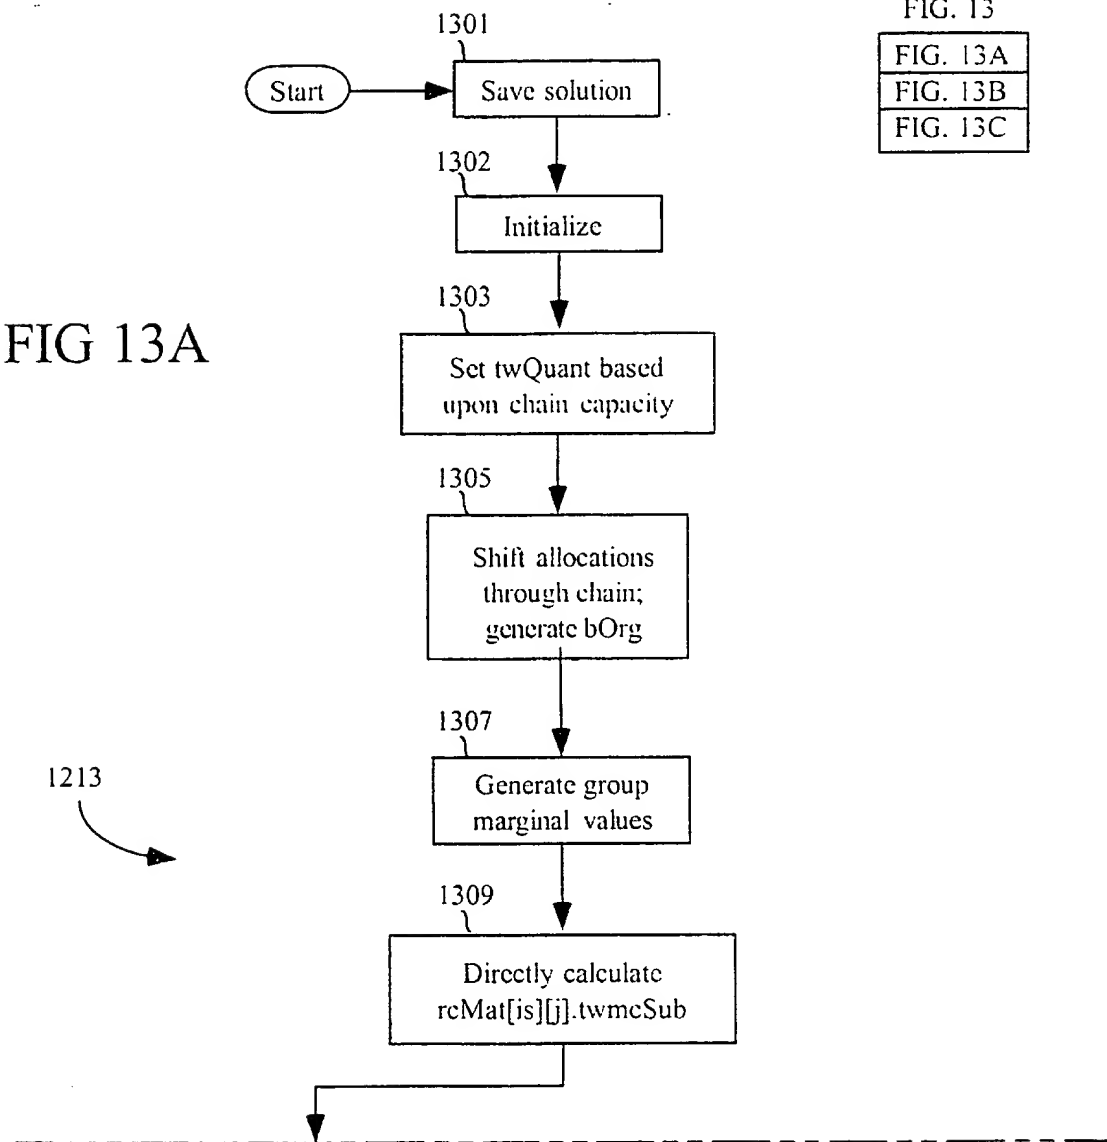 FIG. 13
FIG. 13A
FIG. 13B
FIG. 13C
1301
Start
Save solution
1302
Initialize
1303
FIG 13A
Set twQuant based
upon chain capacity
1305
Shift allocations
through chain;
generate bOrg
1307
1213
Generate group
marginal values
1309
Directly calculate
rcMat[is][j].twmcSub